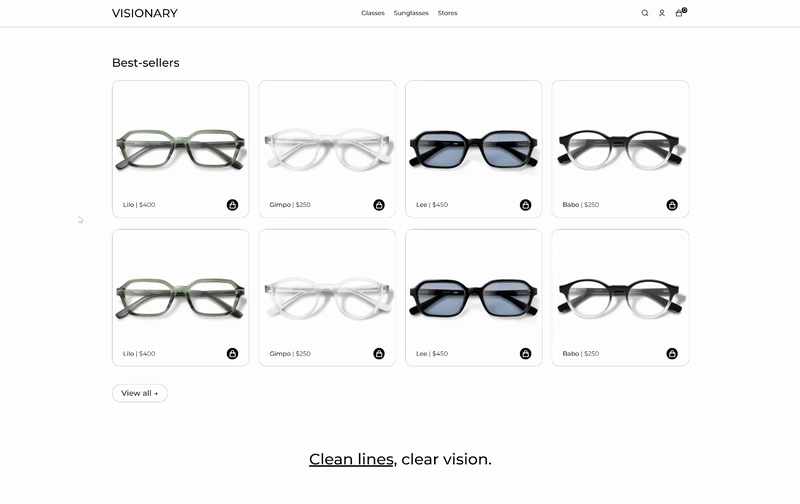 VISIONARY
Glasses Sunglasses Stores
0
Best-sellers
Lilo | $400
Gimpo | $250
Lee | $450
Babo | $250
Lilo | $400
Gimpo | $250
Lee | $450
Babo | $250
View all →
Clean lines, clear vision.